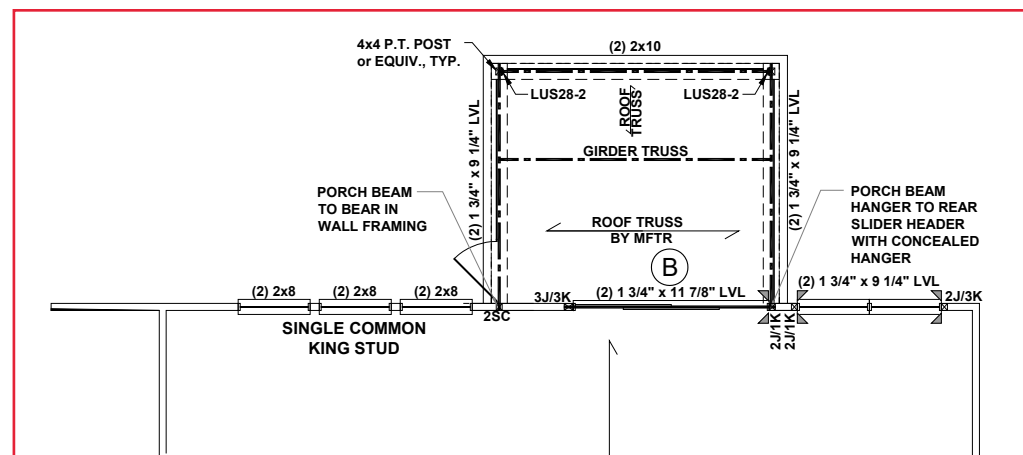 4x4 P.T. POST
or EQUIV., TYP.
(2) 2x10
LUS28-2
LUS28-2
ROOF
TRUSS
(2) 1 3/4" x 9 1/4" LVL
(2) 1 3/4" x 9 1/4" LVL
GIRDER TRUSS
PORCH BEAM
TO BEAR IN
WALL FRAMING
PORCH BEAM
HANGER TO REAR
SLIDER HEADER
WITH CONCEALED
HANGER
ROOF TRUSS
BY MFTR
B
(2) 2x8
(2) 2x8
(2) 2x8
3J/3K
(2) 1 3/4" x 11 7/8" LVL
(2) 1 3/4" x 9 1/4" LVL
2J/3K
2SC
2J/1K
2J/1K
SINGLE COMMON
KING STUD